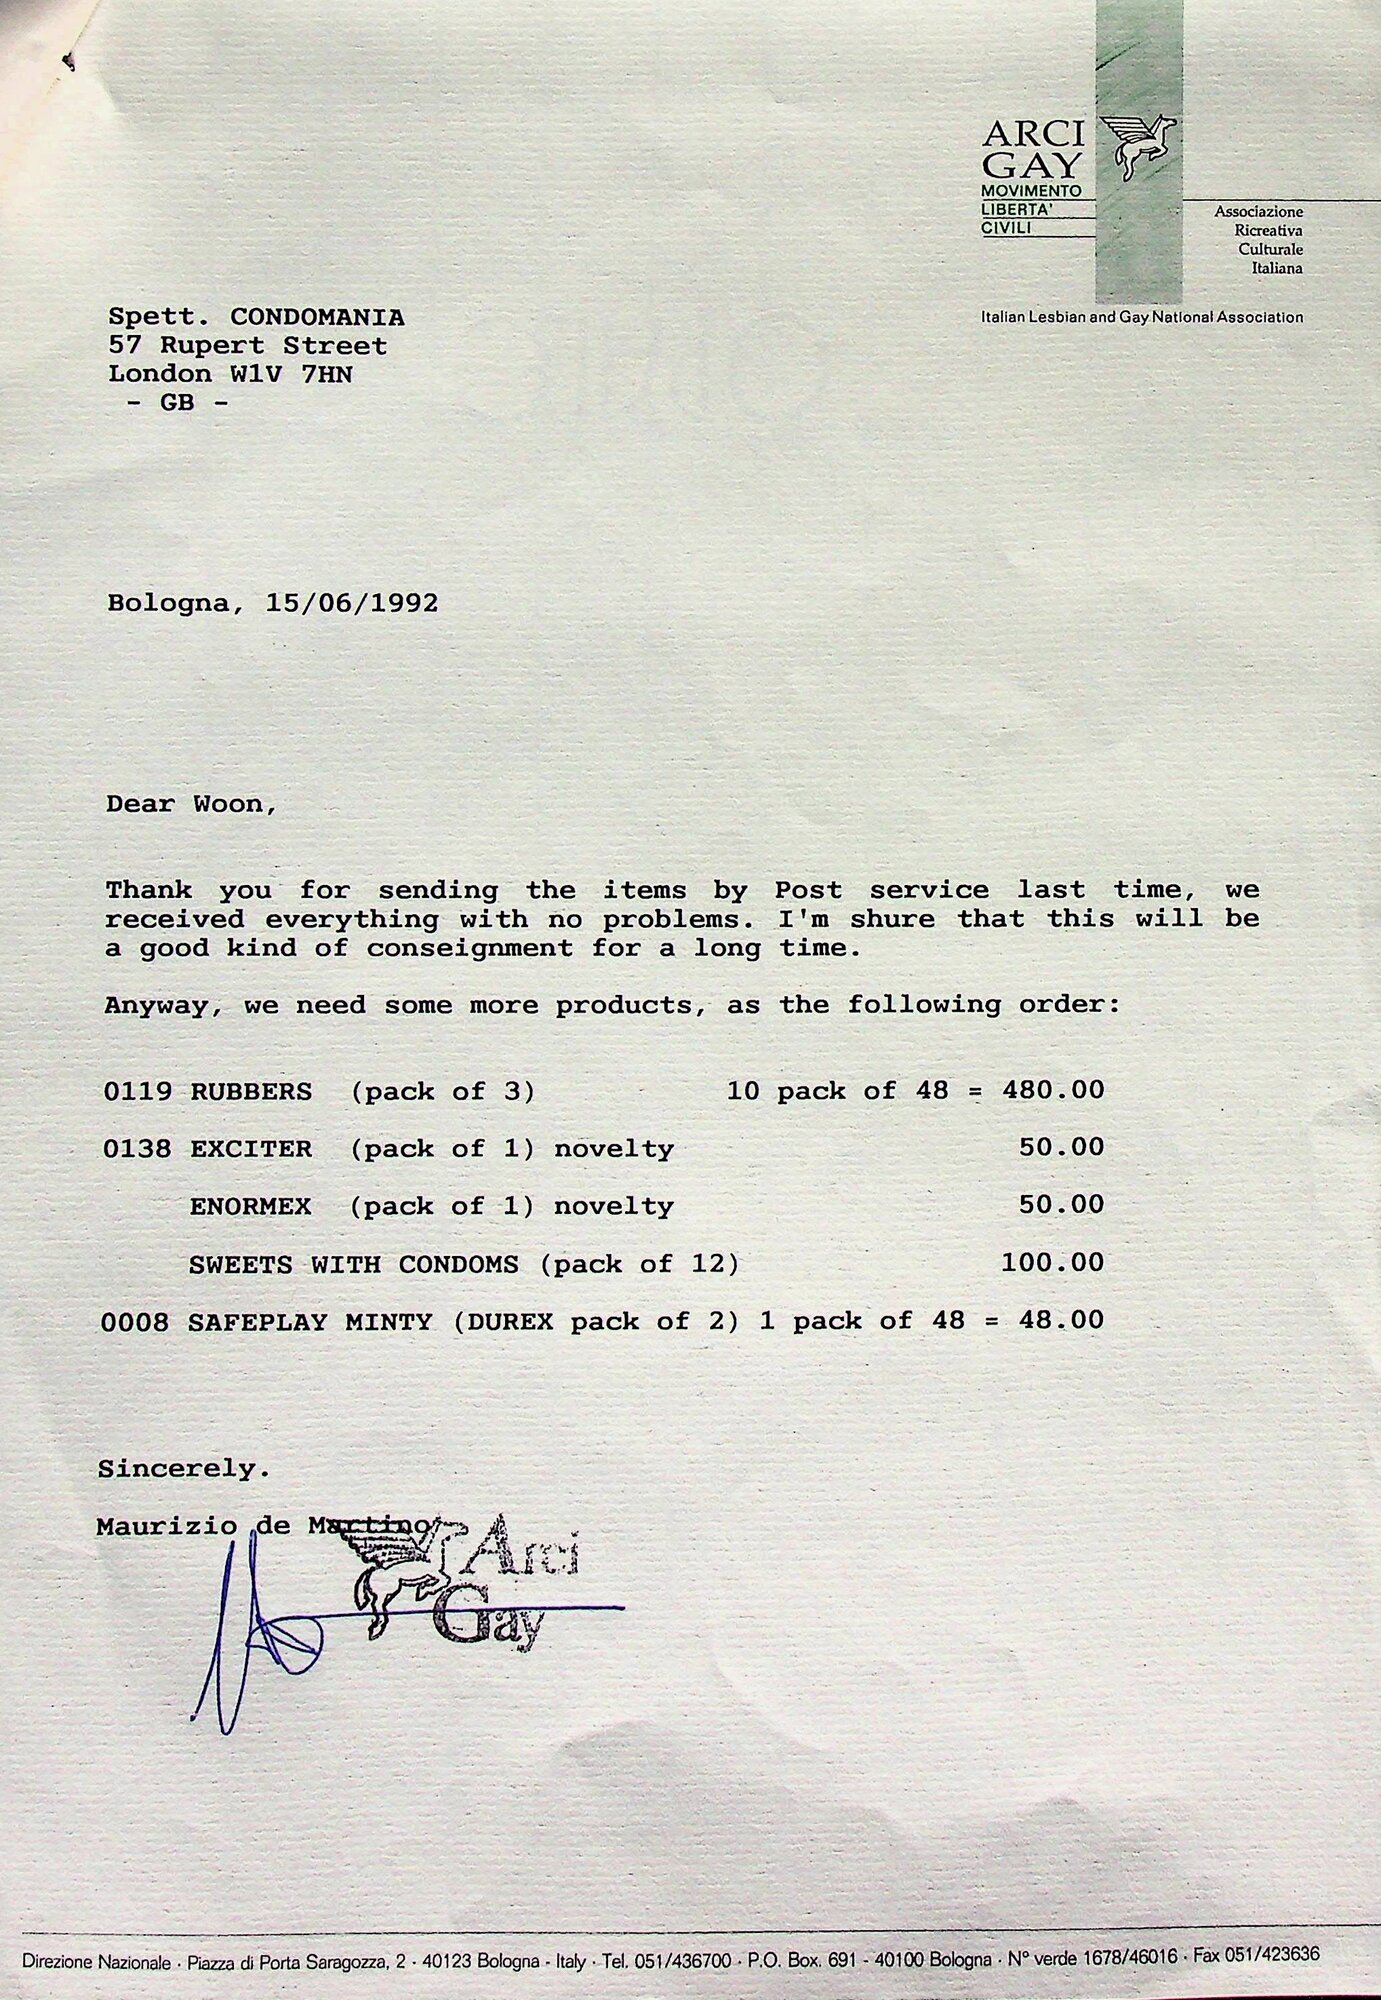 ARCI
GAY
MOVIMENTO
LIBERTA'
CIVILI
Associazione
Ricreativa
Culturale
Italiana
Italian Lesbian and Gay National Association
Spett. CONDOMANIA
57 Rupert Street
London W1V 7HN
- GB -
Bologna, 15/06/1992
Dear Woon,
Thank you for sending the items by Post service last time, we
received everything with no problems. I'm shure that this will be
a good kind of conseignment for a long time.
Anyway, we need some more products, as the following order:
0119 RUBBERS (pack of 3) 10 pack of 48 = 480.00
0138 EXCITER (pack of 1) novelty 50.00
ENORMEX (pack of 1) novelty 50.00
SWEETS WITH CONDOMS (pack of 12) 100.00
0008 SAFEPLAY MINTY (DUREX pack of 2) 1 pack of 48 = 48.00
Sincerely.
Maurizio de Martino
Arci
Gay
Direzione Nazionale · Piazza di Porta Saragozza, 2 - 40123 Bologna - Italy · Tel. 051/436700 · P.O. Box. 691 - 40100 Bologna · N° verde 1678/46016 · Fax 051/423636